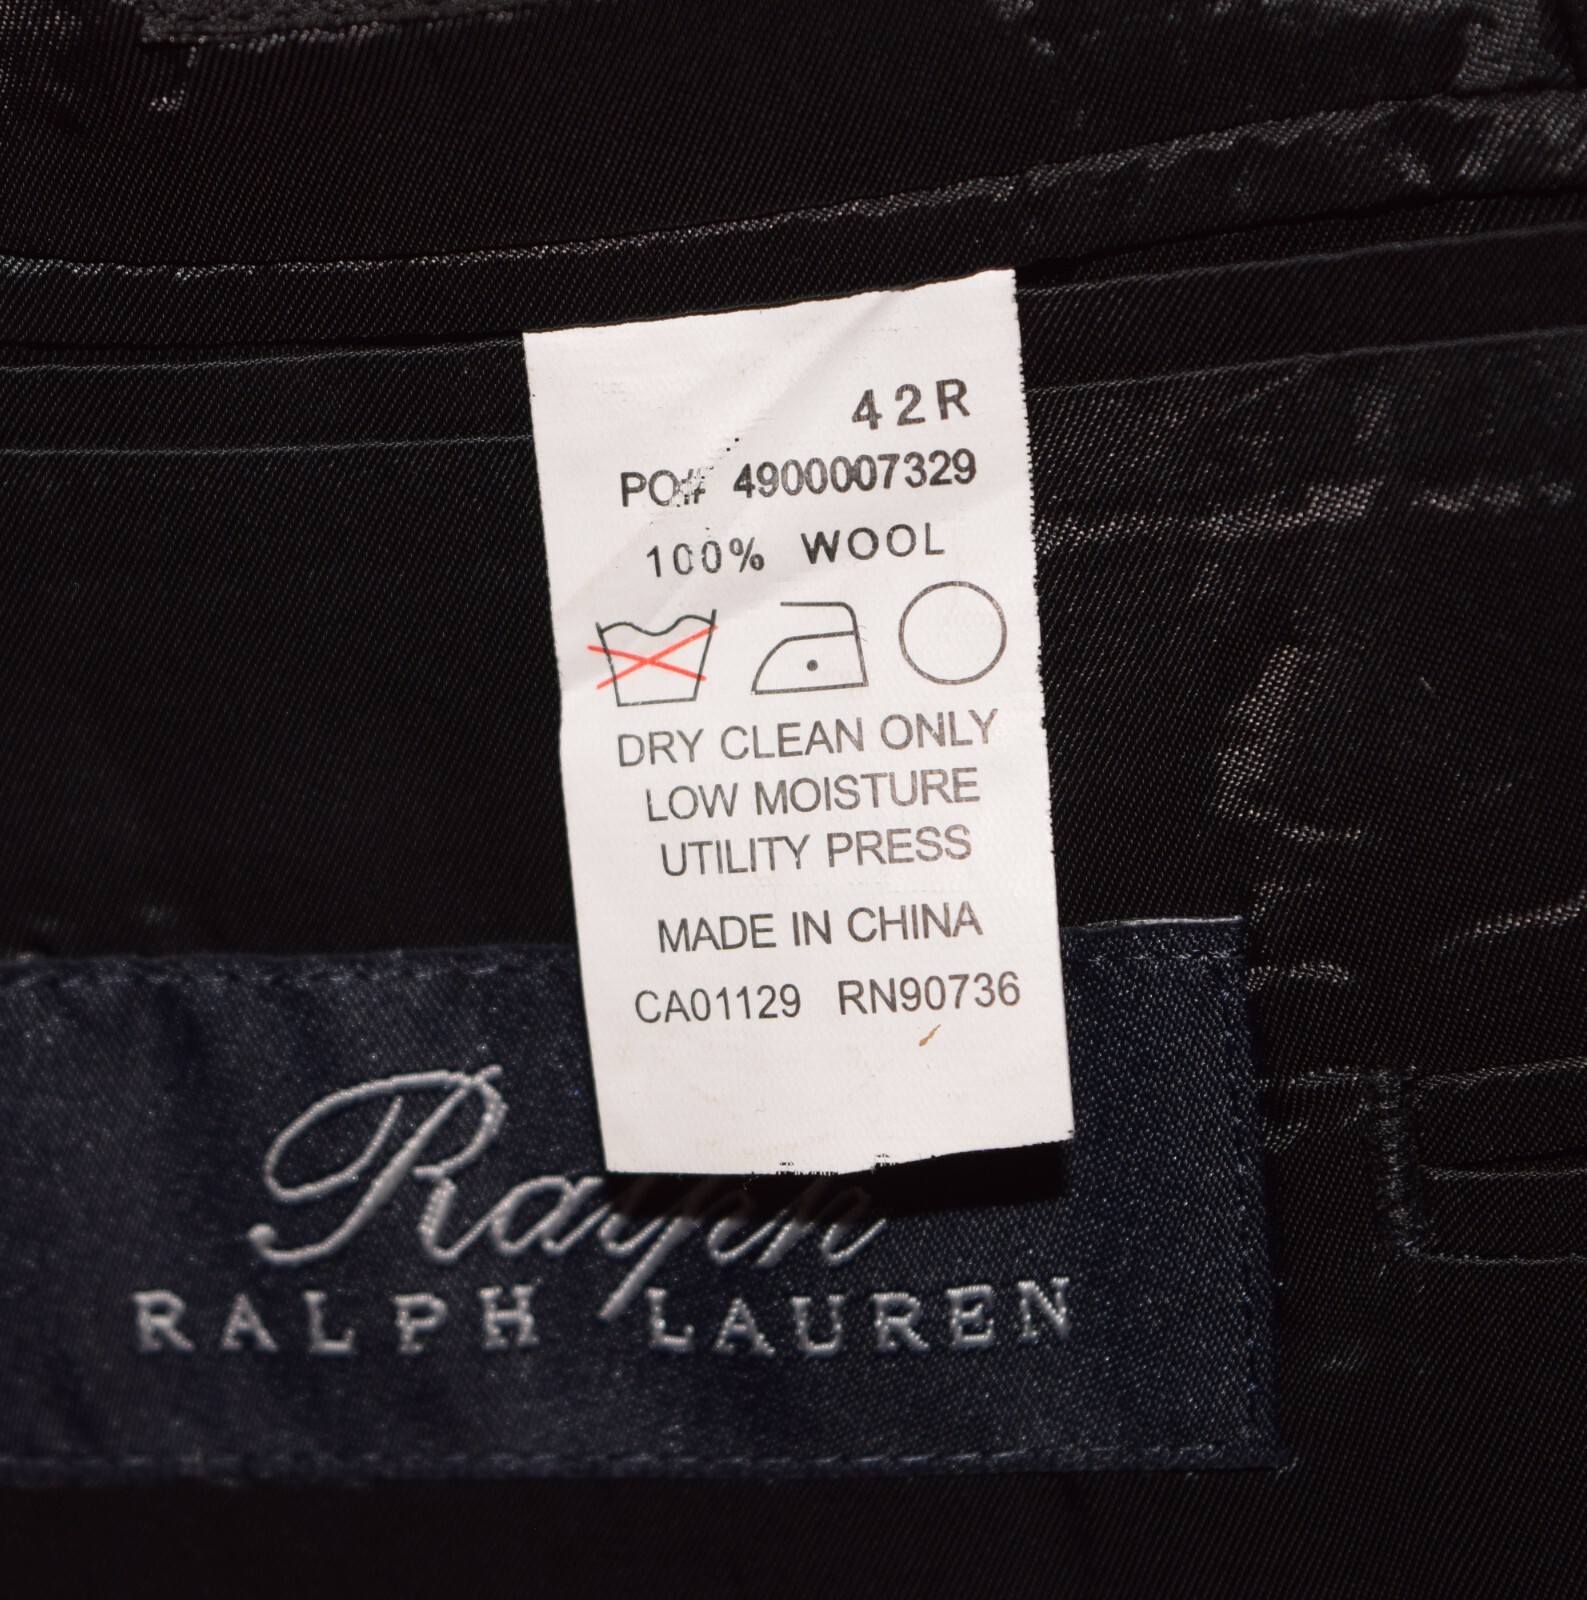 42R
PO# 4900007329
100% WOOL
DRY CLEAN ONLY
LOW MOISTURE
UTILITY PRESS
MADE IN CHINA
CA01129 RN90736
Ralph
RALPH LAUREN